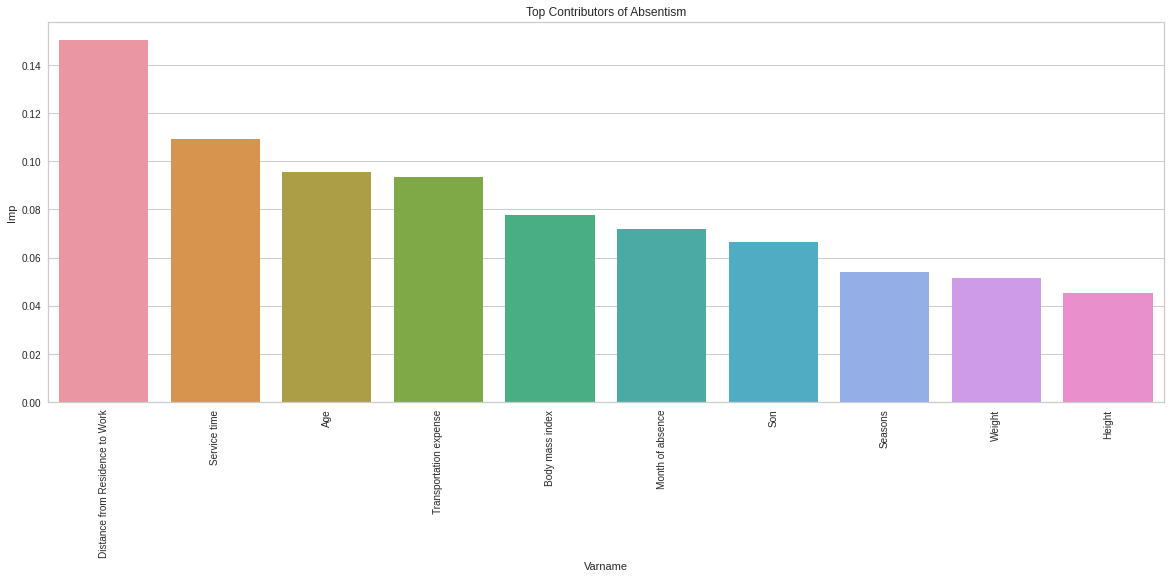 Top Contributors of Absentism
Imp
0.14
0.12
0.10
0.08
0.06
0.04
0.02
0.00
Distance from Residence to Work
Service time
Age
Transportation expense
Body mass index
Month of absence
Son
Seasons
Weight
Height
Varname